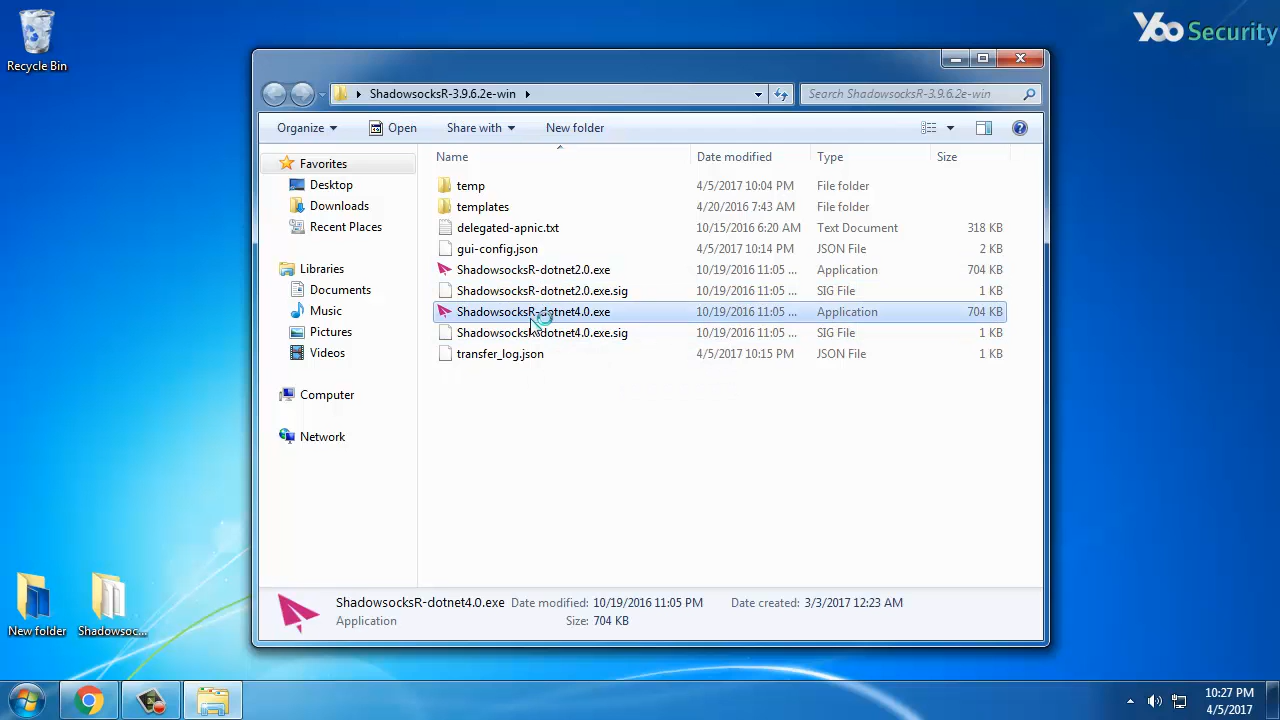 Recycle Bin
Yoo Security
ShadowsocksR-3.9.6.2e-win
Search ShadowsocksR-3.9.6.2e-win
Organize Open Share with New folder
Name Date modified Type Size
Favorites
Desktop
Downloads
Recent Places
Libraries
Documents
Music
Pictures
Videos
Computer
Network
temp 4/5/2017 10:04 PM File folder
templates 4/20/2016 7:43 AM File folder
delegated-apnic.txt 10/15/2016 6:20 AM Text Document 318 KB
gui-config.json 4/5/2017 10:14 PM JSON File 2 KB
ShadowsocksR-dotnet2.0.exe 10/19/2016 11:05 ... Application 704 KB
ShadowsocksR-dotnet2.0.exe.sig 10/19/2016 11:05 ... SIG File 1 KB
ShadowsocksR-dotnet4.0.exe 10/19/2016 11:05 ... Application 704 KB
ShadowsocksR-dotnet4.0.exe.sig 10/19/2016 11:05 ... SIG File 1 KB
transfer_log.json 4/5/2017 10:15 PM JSON File 1 KB
ShadowsocksR-dotnet4.0.exe Date modified: 10/19/2016 11:05 PM Date created: 3/3/2017 12:23 AM
Application Size: 704 KB
New folder
Shadowsoc...
10:27 PM
4/5/2017